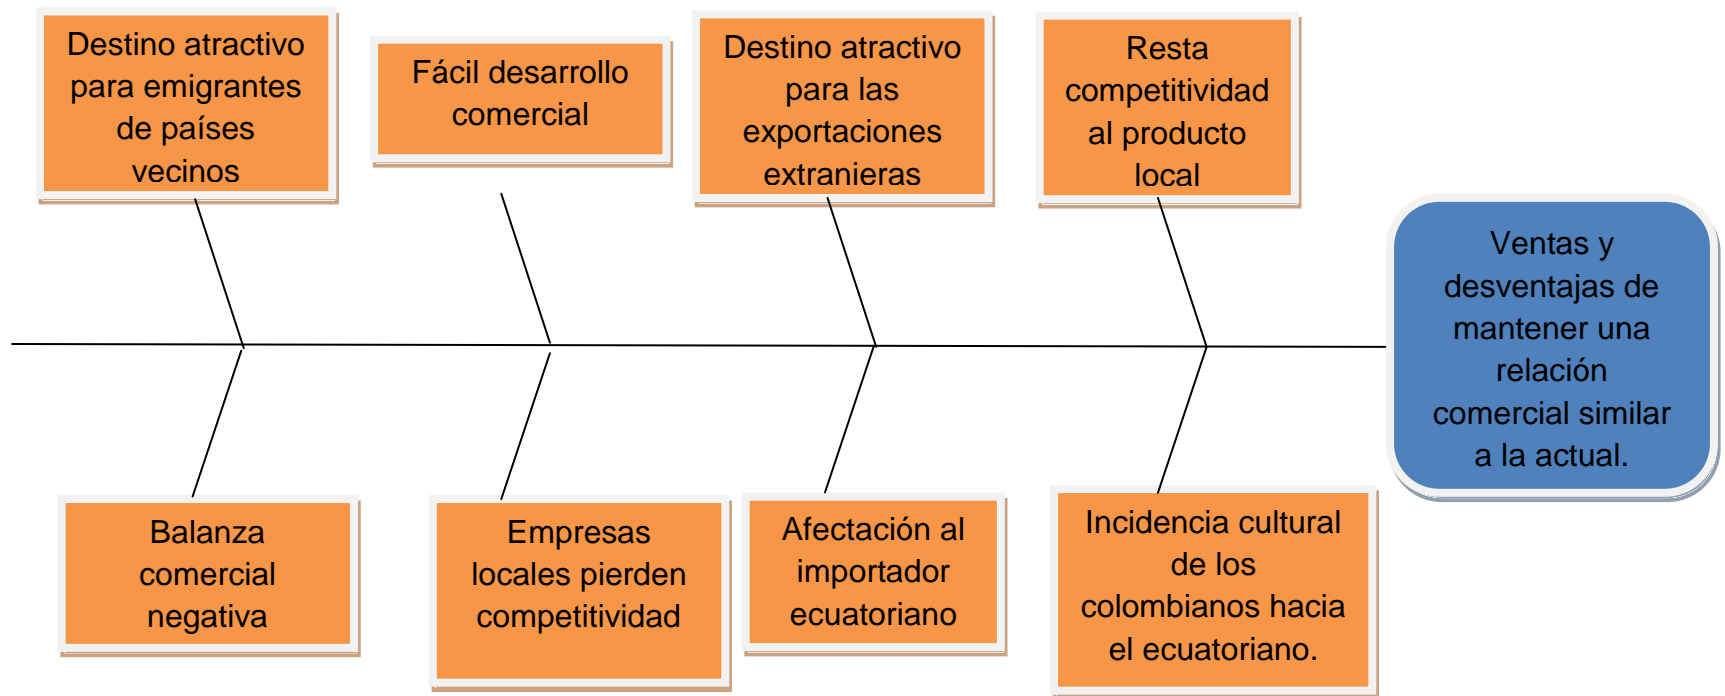 Destino atractivo
para emigrantes
de países
vecinos
Fácil desarrollo
comercial
Destino atractivo
para las
exportaciones
extranieras
Resta
competitividad
al producto
local
Ventas y
desventajas de
mantener una
relación
comercial similar
a la actual.
Balanza
comercial
negativa
Empresas
locales pierden
competitividad
Afectación al
importador
ecuatoriano
Incidencia cultural
de los
colombianos hacia
el ecuatoriano.